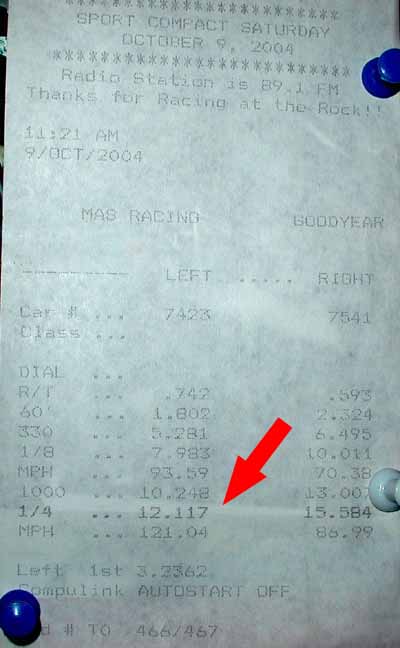 ************************
SPORT COMPACT SATURDAY
OCTOBER 9, 2004
************************
Radio Station is 89.1 FM
Thanks for Racing at the Rock!!
11:21 AM
9/OCT/2004
MAS RACING GOODYEAR
---------- LEFT ...... RIGHT
Car # ... 7423 7541
Class ...
DIAL ...
R/T ... .742 .593
60' ... 1.802 2.324
330 ... 5.281 6.495
1/8 ... 7.983 10.011
MPH ... 93.59 70.38
1000 ... 10.248 13.007
1/4 ... 12.117 15.584
MPH ... 121.04 86.99
Left 1st 3.2362
Compulink AUTOSTART OFF
# TO 466/467